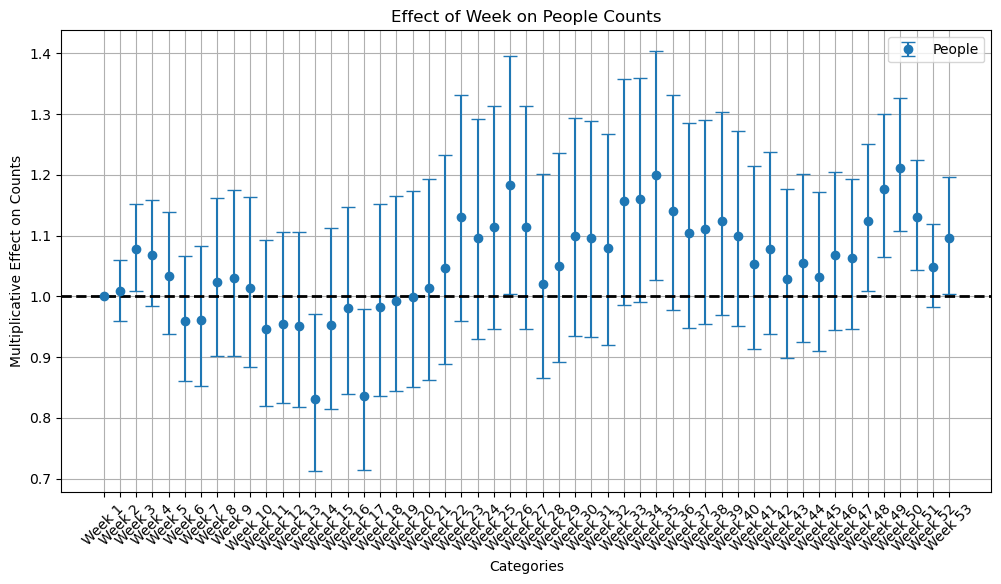 Effect of Week on People Counts
People
Multiplicative Effect on Counts
1.4
1.3
1.2
1.1
1.0
0.9
0.8
0.7
Week 1
Week 2
Week 3
Week 4
Week 5
Week 6
Week 7
Week 8
Week 9
Week 10
Week 11
Week 12
Week 13
Week 14
Week 15
Week 16
Week 17
Week 18
Week 19
Week 20
Week 21
Week 22
Week 23
Week 24
Week 25
Week 26
Week 27
Week 28
Week 29
Week 30
Week 31
Week 32
Week 33
Week 34
Week 35
Week 36
Week 37
Week 38
Week 39
Week 40
Week 41
Week 42
Week 43
Week 44
Week 45
Week 46
Week 47
Week 48
Week 49
Week 50
Week 51
Week 52
Week 53
Categories